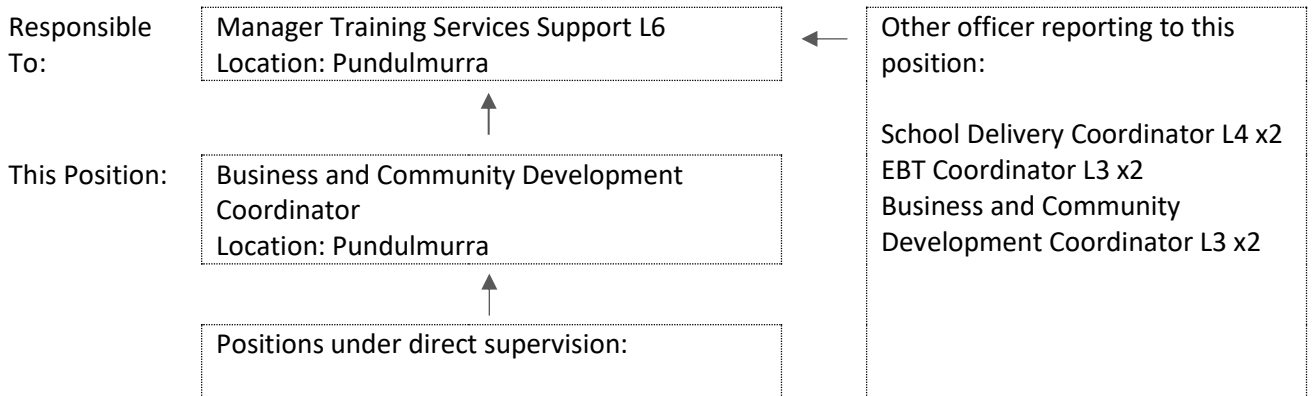 Responsible
To:
Manager Training Services Support L6
Location: Pundulmurra
Other officer reporting to this
position:
School Delivery Coordinator L4 x2
EBT Coordinator L3 x2
Business and Community
Development Coordinator L3 x2
This Position:
Business and Community Development
Coordinator
Location: Pundulmurra
Positions under direct supervision: